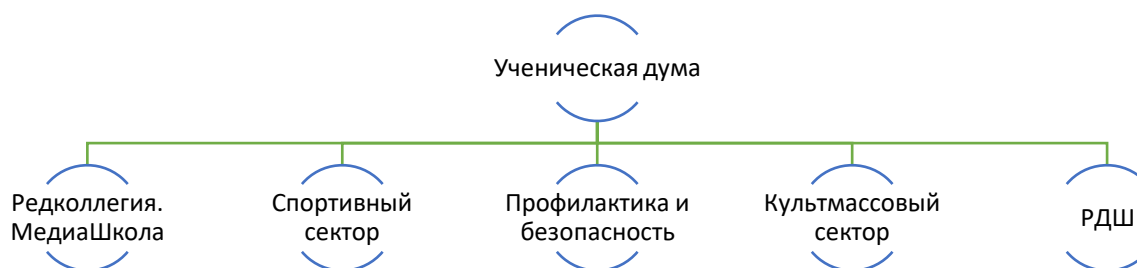 Ученическая дума
Редколлегия.
МедиаШкола
Спортивный
сектор
Профилактика и
безопасность
Культмассовый
сектор
РДШ